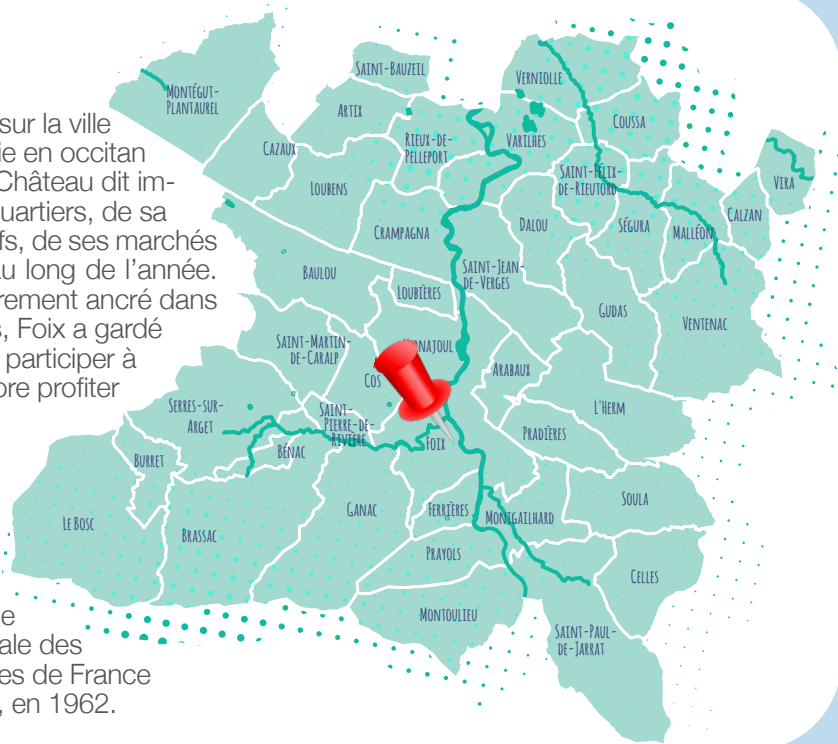 sur la ville
ie en occitan
Château dit im-
uartiers, de sa
fs, de ses marchés
u long de l'année.
rement ancré dans
s, Foix a gardé
participer à
ore profiter
e
ale des
es de France
, en 1962.
MONTÉGUT-
PLANTAUREL
SAINT-BAUZEIL
VERNIOLLE
ARTIX
COUSSA
CAZAUX
RIEUX-DE-
PELLEPORT
VARILHES
LOUBENS
SAINT-FÉLIX-
DE-RIEUTORD
VIRA
CRAMPAGNA
DALOU
SÉGURA
MALLÉON
CALZAN
BAULOU
LOUBIÈRES
SAINT-JEAN-
DE-VERGES
GUDAS
VENTENAC
SAINT-MARTIN-
DE-CARALP
NAJOUL
COS
ARABAUX
SERRES-SUR-
ARGET
SAINT-
PIERRE-DE-
RIVIÈRE
L'HERM
BURRET
BÉNAC
FOIX
PRADIÈRES
LE BOSC
BRASSAC
GANAC
FERRIÈRES
MONTGAILHARD
SOULA
PRAYOLS
CELLES
MONTOULIEU
SAINT-PAUL-
DE-JARRAT